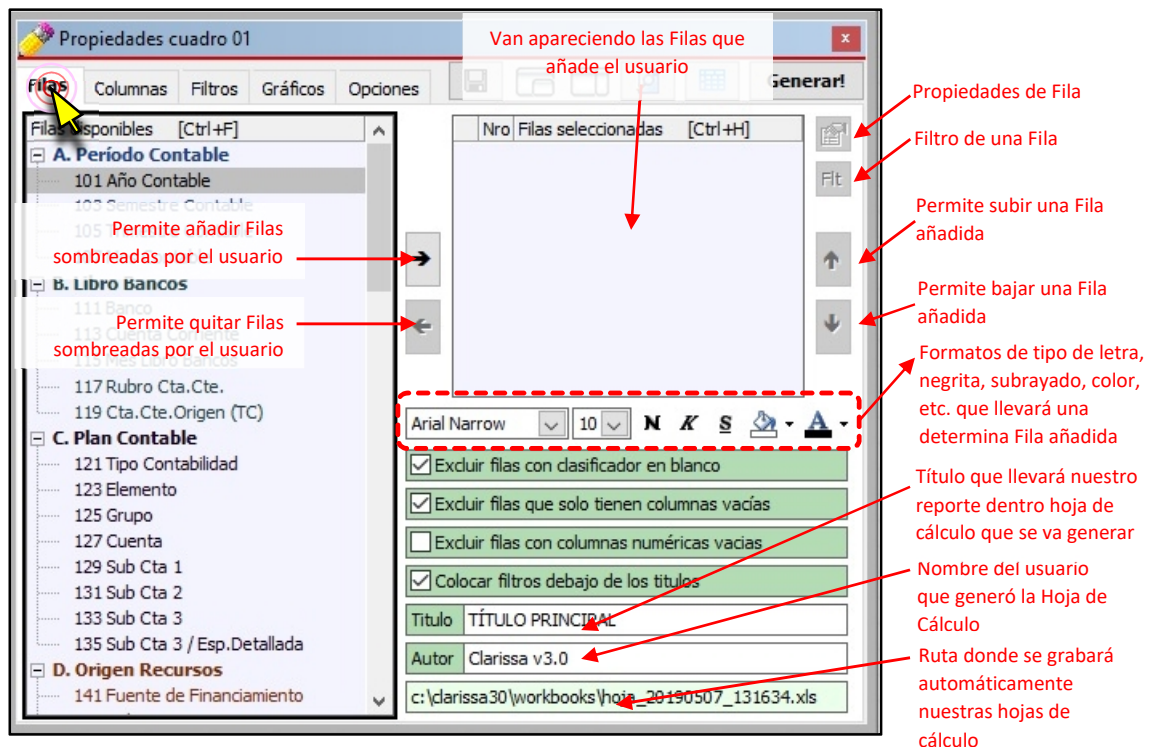 Propiedades cuadro 01
x
Filas Columnas Filtros Gráficos Opciones
Generar!
Van apareciendo las Filas que
añade el usuario
Filas disponibles [Ctrl+F]
A. Período Contable
101 Año Contable
103 Semestre Contable
105
B. Libro Bancos
111 Banco
113 Cuenta Corriente
115 Mes Libro Bancos
117 Rubro Cta.Cte.
119 Cta.Cte.Origen (TC)
C. Plan Contable
121 Tipo Contabilidad
123 Elemento
125 Grupo
127 Cuenta
129 Sub Cta 1
131 Sub Cta 2
133 Sub Cta 3
135 Sub Cta 3 / Esp.Detallada
D. Origen Recursos
141 Fuente de Financiamiento
Permite añadir Filas
sombreadas por el usuario
Permite quitar Filas
sombreadas por el usuario
Nro Filas seleccionadas [Ctrl+H]
Flt
Arial Narrow 10 N K S A
Excluir filas con clasificador en blanco
Excluir filas que solo tienen columnas vacías
Excluir filas con columnas numéricas vacias
Colocar filtros debajo de los titulos
Titulo TÍTULO PRINCIPAL
Autor Clarissa v3.0
c:\clarissa30\workbooks\hoja_20190507_131634.xls
Propiedades de Fila
Filtro de una Fila
Permite subir una Fila
añadida
Permite bajar una Fila
añadida
Formatos de tipo de letra,
negrita, subrayado, color,
etc. que llevará una
determina Fila añadida
Título que llevará nuestro
reporte dentro hoja de
cálculo que se va generar
Nombre del usuario
que generó la Hoja de
Cálculo
Ruta donde se grabará
automáticamente
nuestras hojas de
cálculo